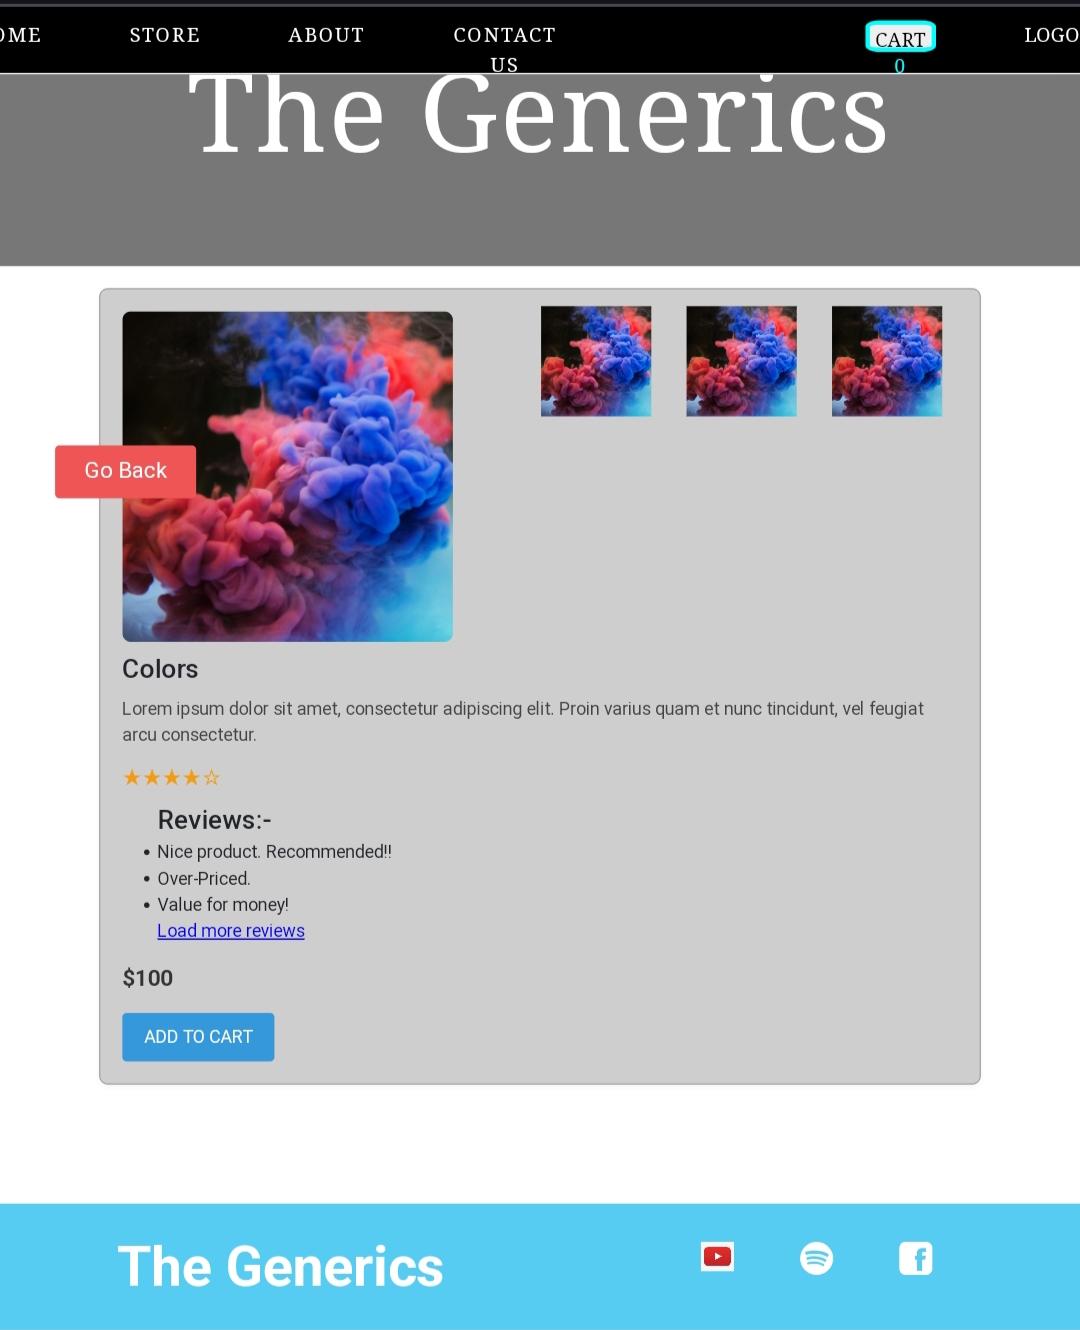 OME STORE ABOUT CONTACT US CART 0 LOGO
The Generics
Go Back
Colors
Lorem ipsum dolor sit amet, consectetur adipiscing elit. Proin varius quam et nunc tincidunt, vel feugiat
arcu consectetur.
★★★★☆
Reviews:-
• Nice product. Recommended!!
• Over-Priced.
• Value for money!
Load more reviews
$100
ADD TO CART
The Generics